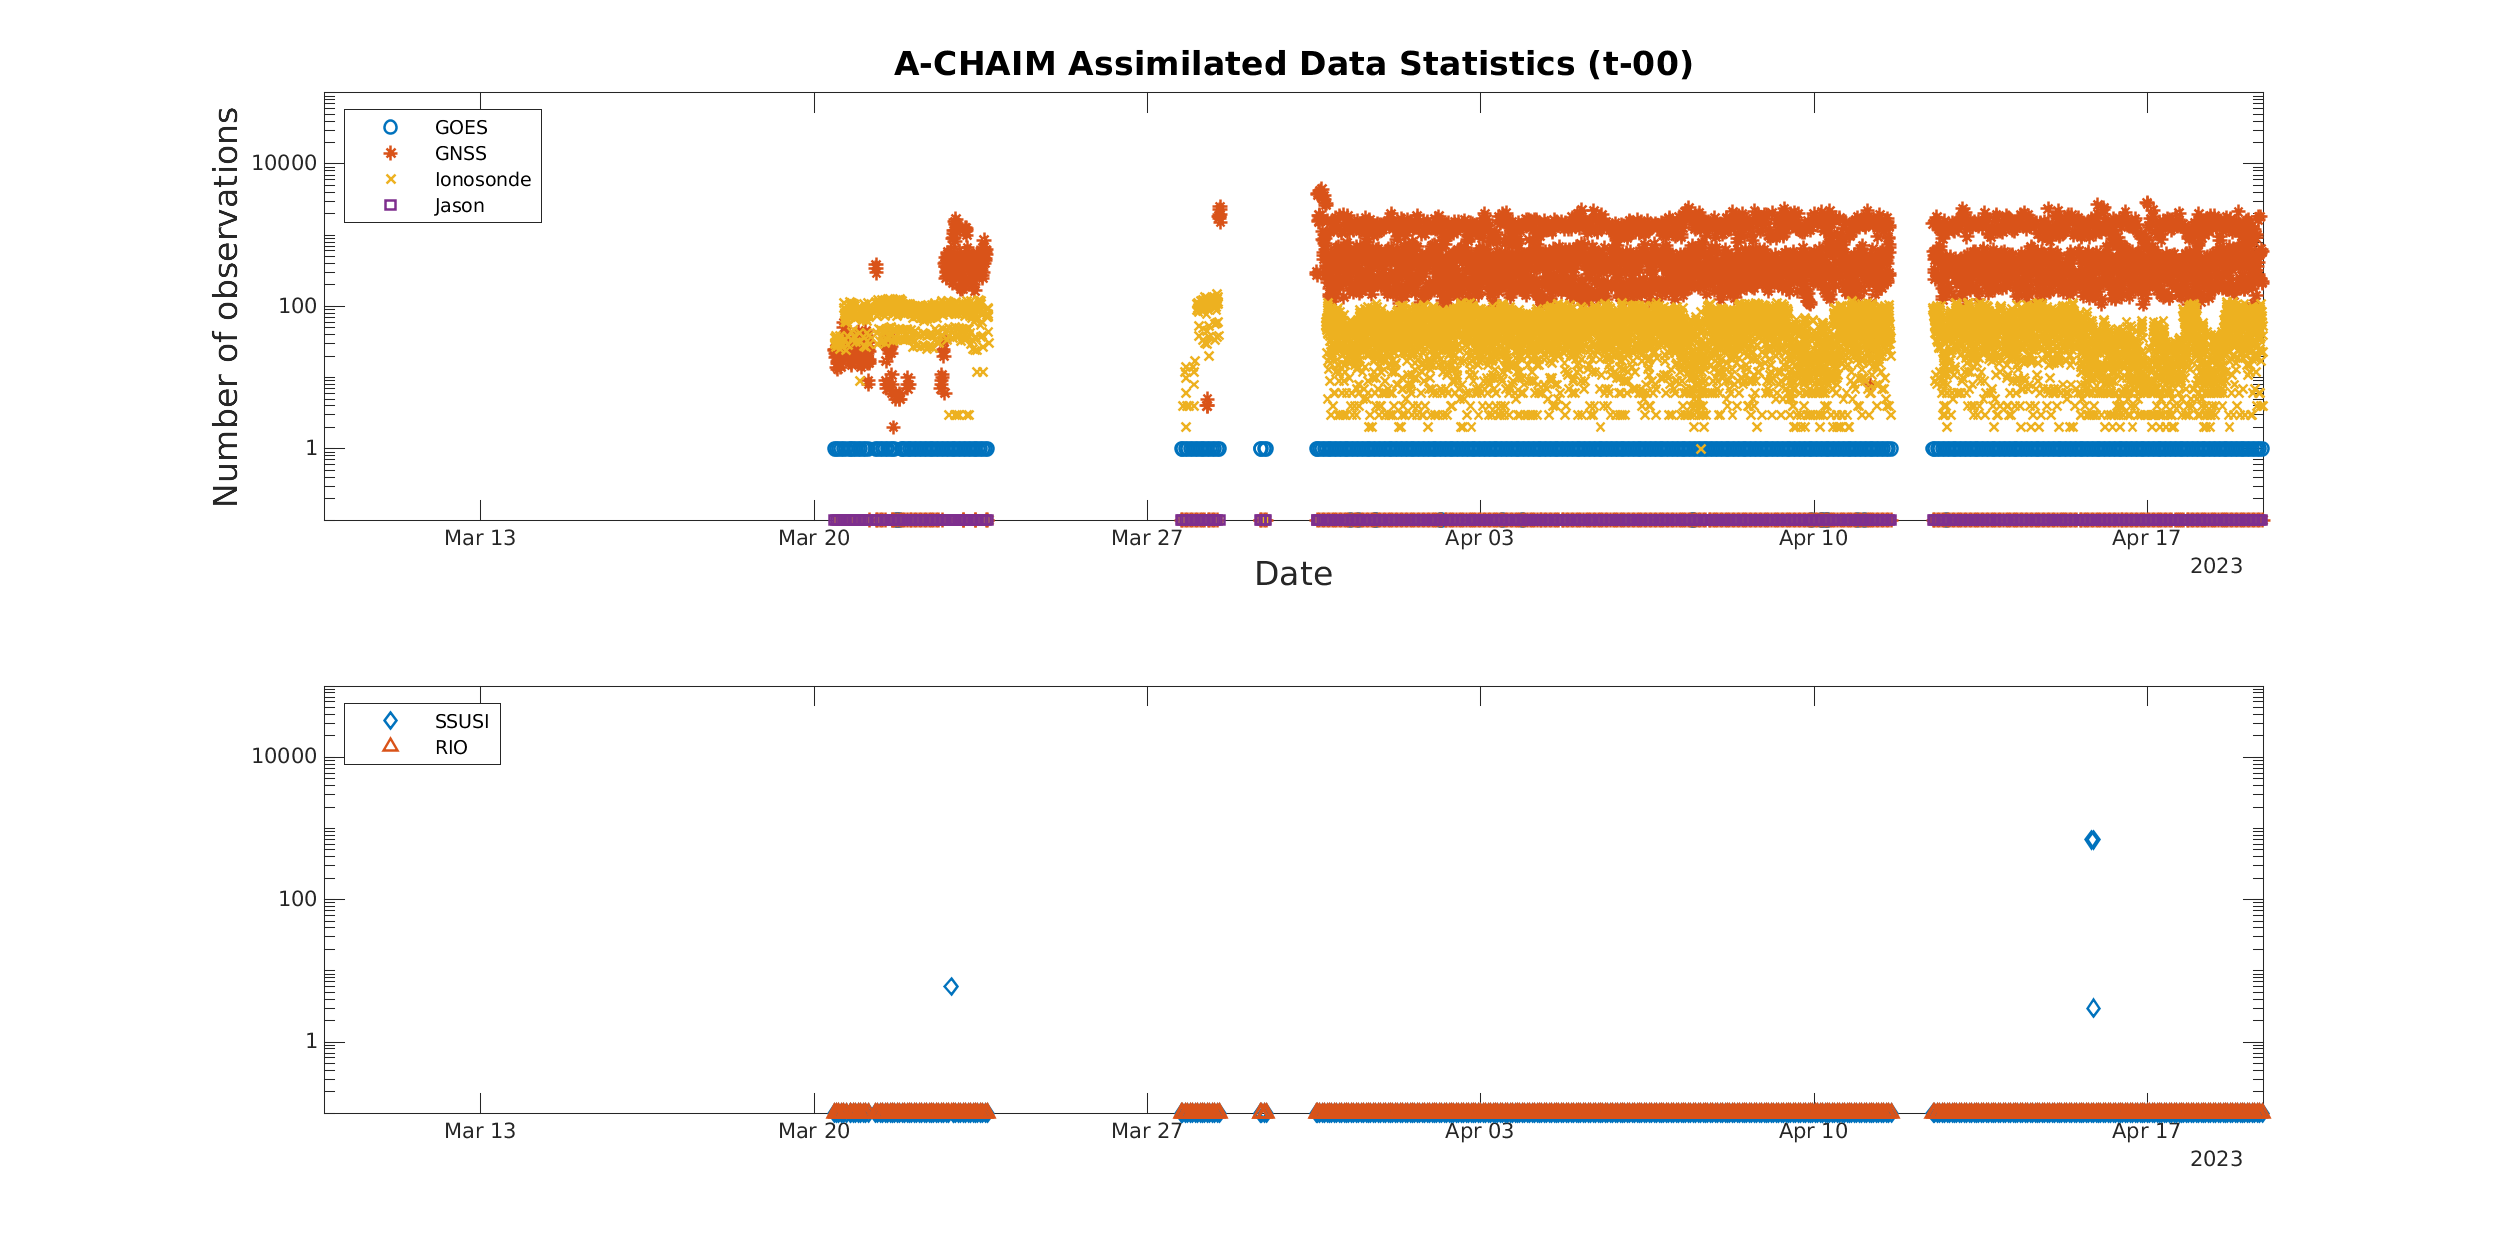 A-CHAIM Assimilated Data Statistics (t-00)
Number of observations
10000
100
1
GOES
GNSS
Ionosonde
Jason
Mar 13
Mar 20
Mar 27
Apr 03
Apr 10
Apr 17
2023
Date
10000
100
1
SSUSI
RIO
Mar 13
Mar 20
Mar 27
Apr 03
Apr 10
Apr 17
2023